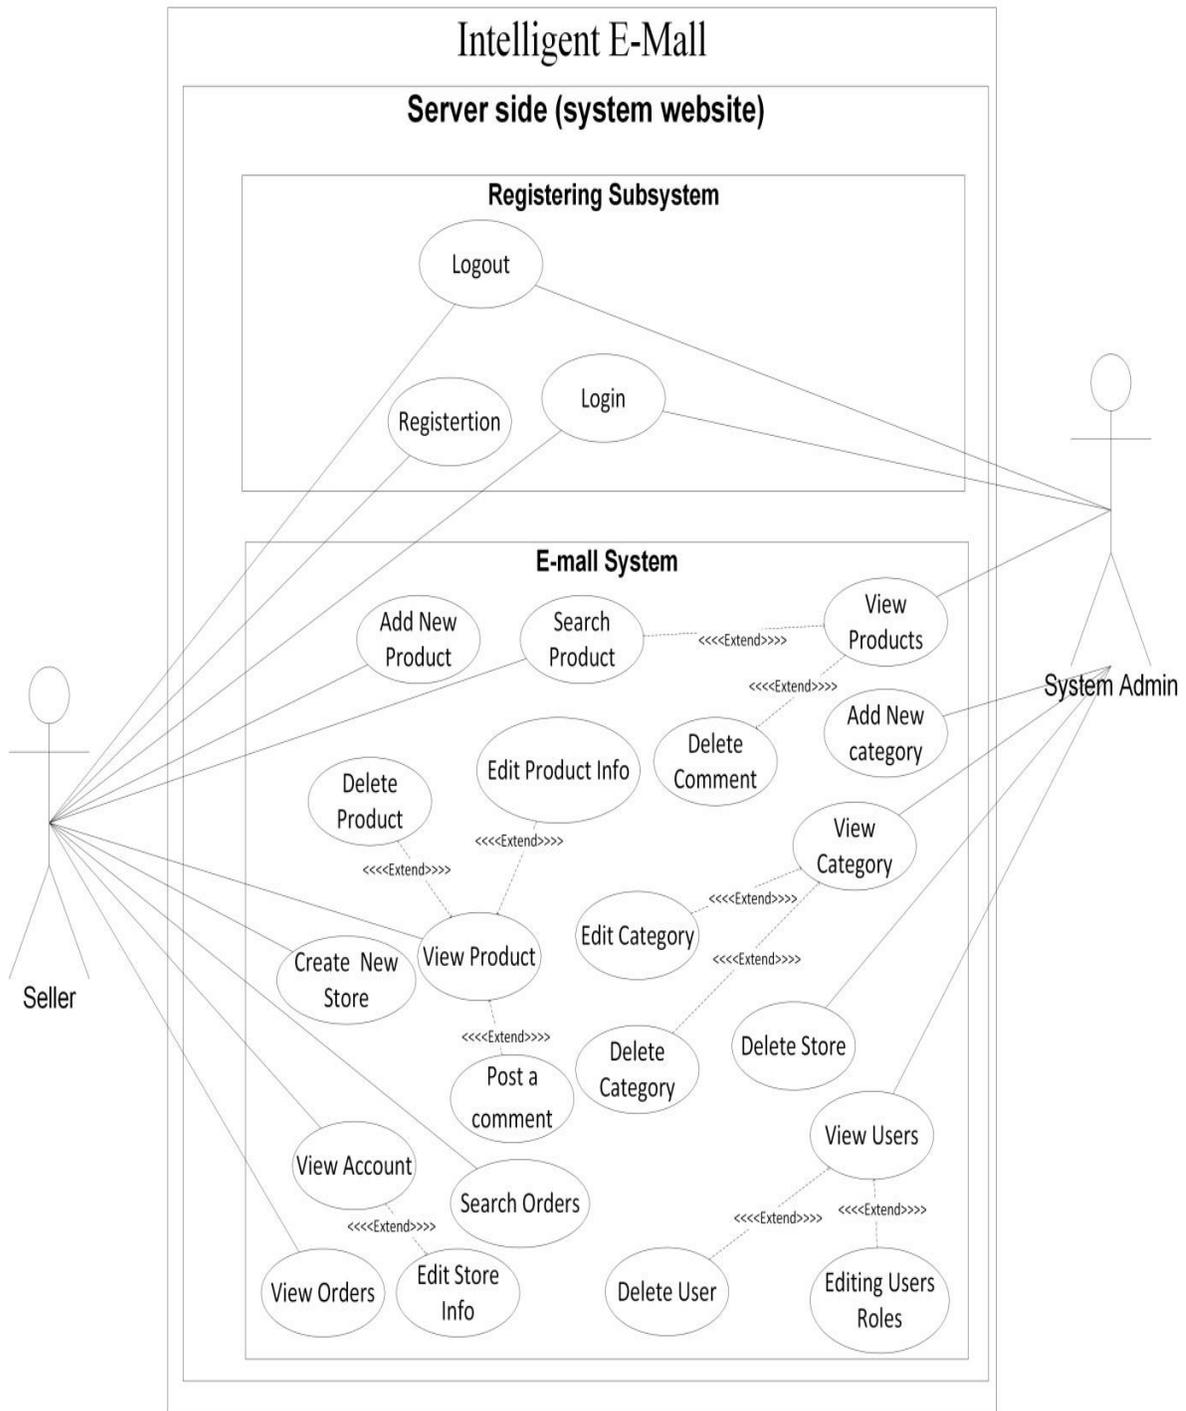 Intelligent E-Mall
Server side (system website)
Registering Subsystem
Logout
Login
Registertion
E-mall System
Add New
Product
Search
Product
View
Products
<<<<Extend>>>>
<<<<Extend>>>>
System Admin
Add New
category
Delete
Comment
Edit Product Info
Delete
Product
<<<<Extend>>>>
<<<<Extend>>>>
View
Category
<<<<Extend>>>>
Edit Category
View Product
<<<<Extend>>>>
Create New
Store
Seller
<<<<Extend>>>>
Delete Store
Delete
Category
Post a
comment
View Users
View Account
Search Orders
<<<<Extend>>>>
<<<<Extend>>>>
<<<<Extend>>>>
View Orders
Edit Store
Info
Delete User
Editing Users
Roles